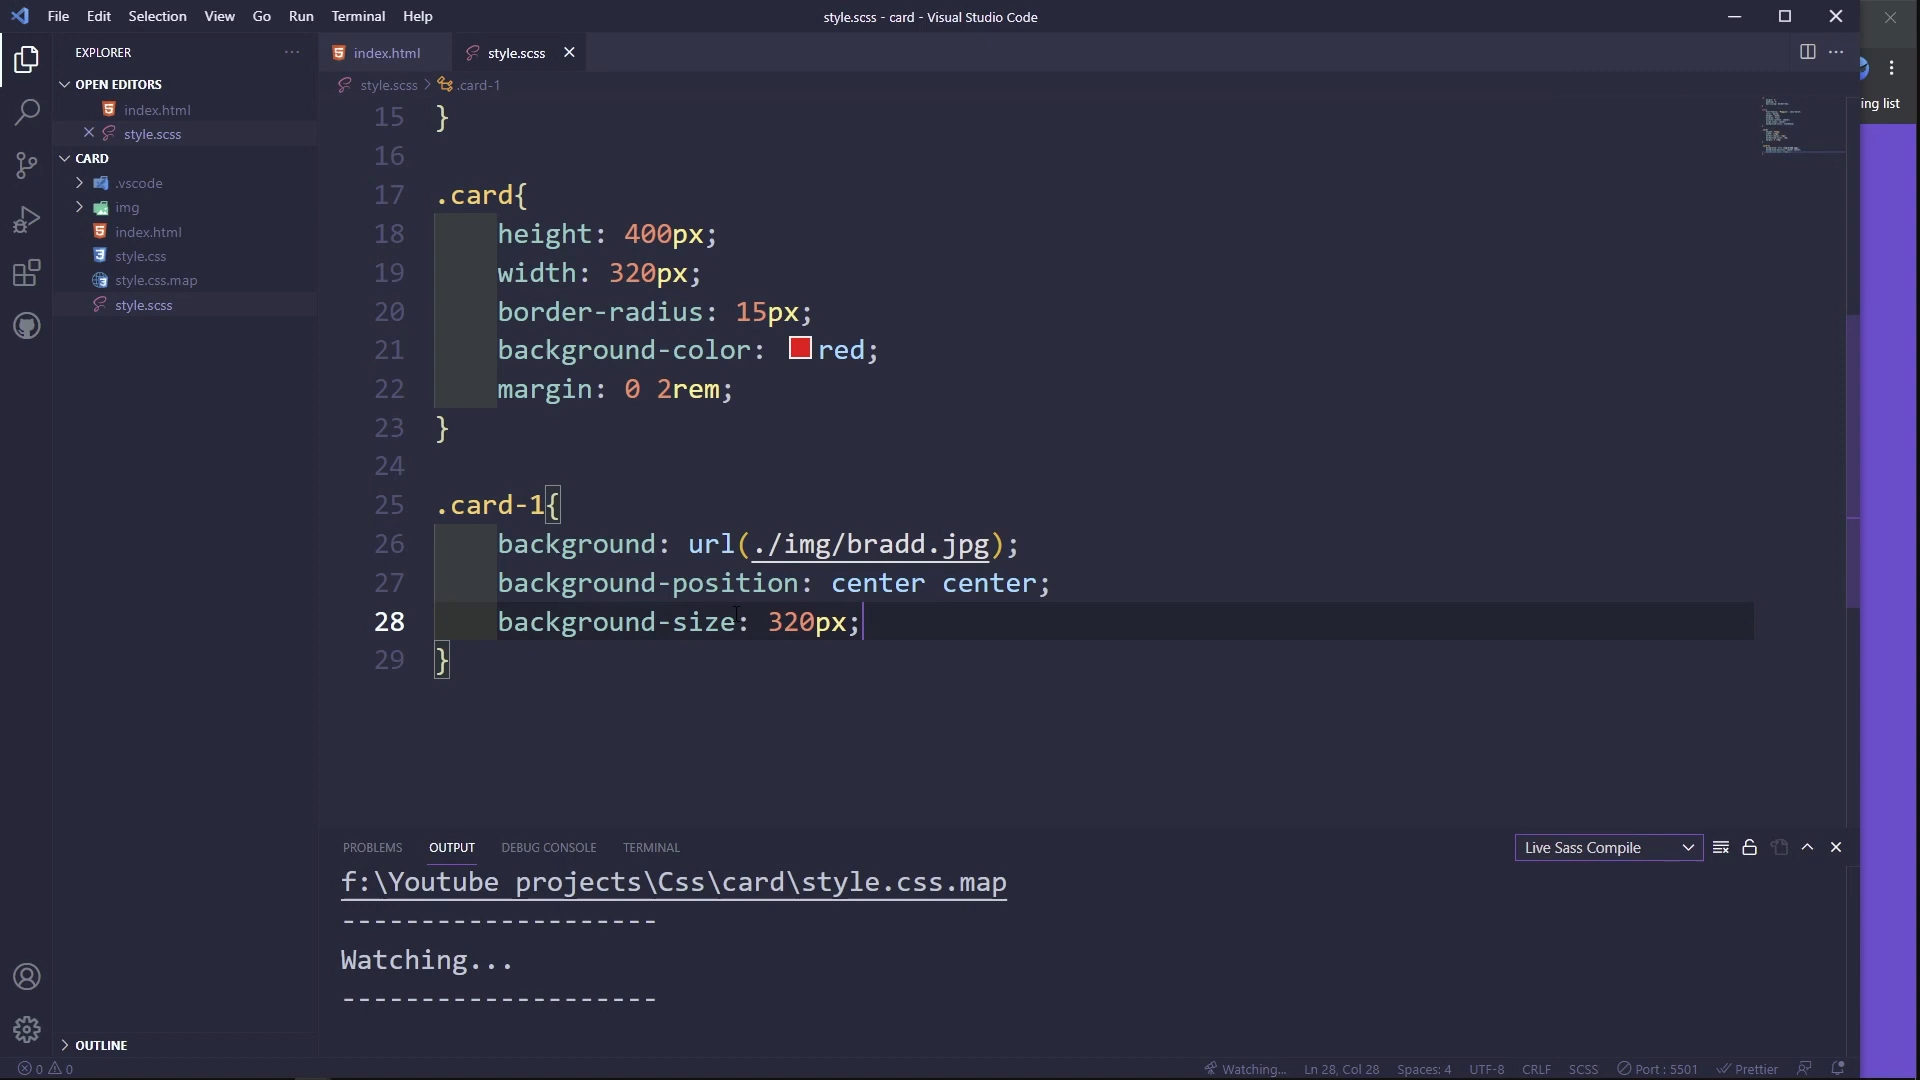 File Edit Selection View Go Run Terminal Help
style.scss - card - Visual Studio Code
EXPLORER
OPEN EDITORS
index.html
style.scss
CARD
.vscode
img
index.html
style.css
style.css.map
style.scss
OUTLINE
index.html style.scss
style.scss > .card-1
15 }
16
17 .card{
18 height: 400px;
19 width: 320px;
20 border-radius: 15px;
21 background-color: red;
22 margin: 0 2rem;
23 }
24
25 .card-1{
26 background: url(./img/bradd.jpg);
27 background-position: center center;
28 background-size: 320px;
29 }
ing list
PROBLEMS OUTPUT DEBUG CONSOLE TERMINAL
Live Sass Compile
f:\Youtube projects\Css\card\style.css.map
--------------------
Watching...
--------------------
0 0
Watching... Ln 28, Col 28 Spaces: 4 UTF-8 CRLF SCSS Port : 5501 Prettier